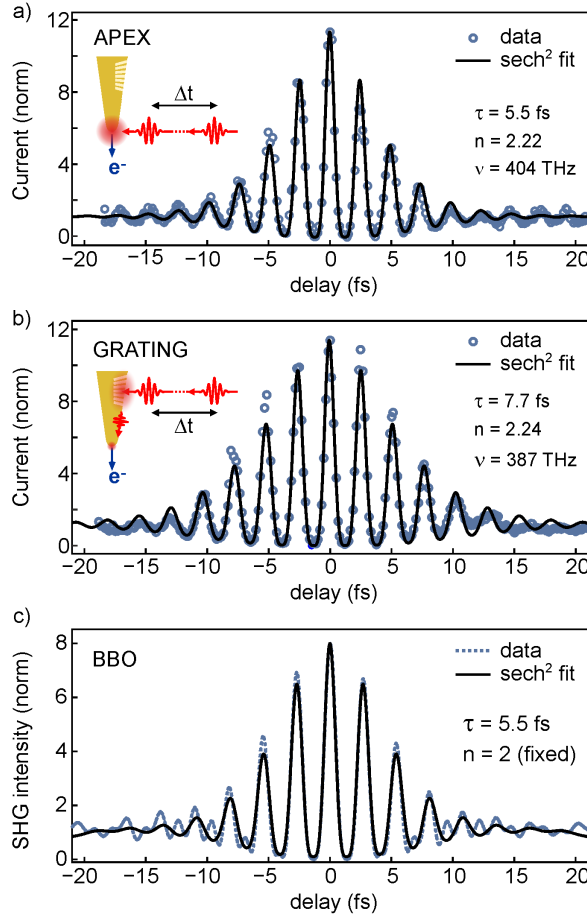 a)
APEX
Δt
e-
data
sech² fit
τ = 5.5 fs
n = 2.22
ν = 404 THz
Current (norm)
12
8
4
0
−20 −15 −10 −5 0 5 10 15 20
delay (fs)
b)
GRATING
Δt
e-
data
sech² fit
τ = 7.7 fs
n = 2.24
ν = 387 THz
Current (norm)
12
8
4
0
−20 −15 −10 −5 0 5 10 15 20
delay (fs)
c)
BBO
data
sech² fit
τ = 5.5 fs
n = 2 (fixed)
SHG intensity (norm)
8
6
4
2
0
−20 −15 −10 −5 0 5 10 15 20
delay (fs)